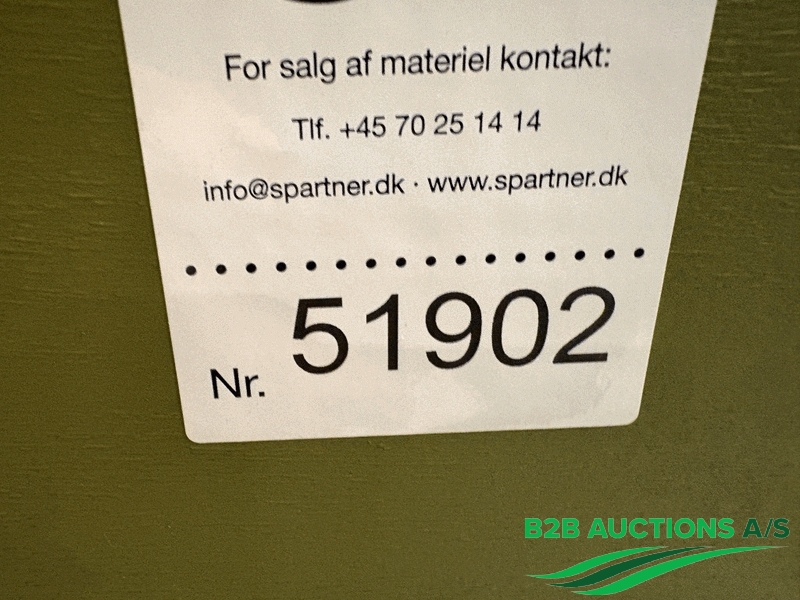 For salg af materiel kontakt:
Tlf. +45 70 25 14 14
info@spartner.dk · www.spartner.dk
Nr. 51902
B2B AUCTIONS A/S